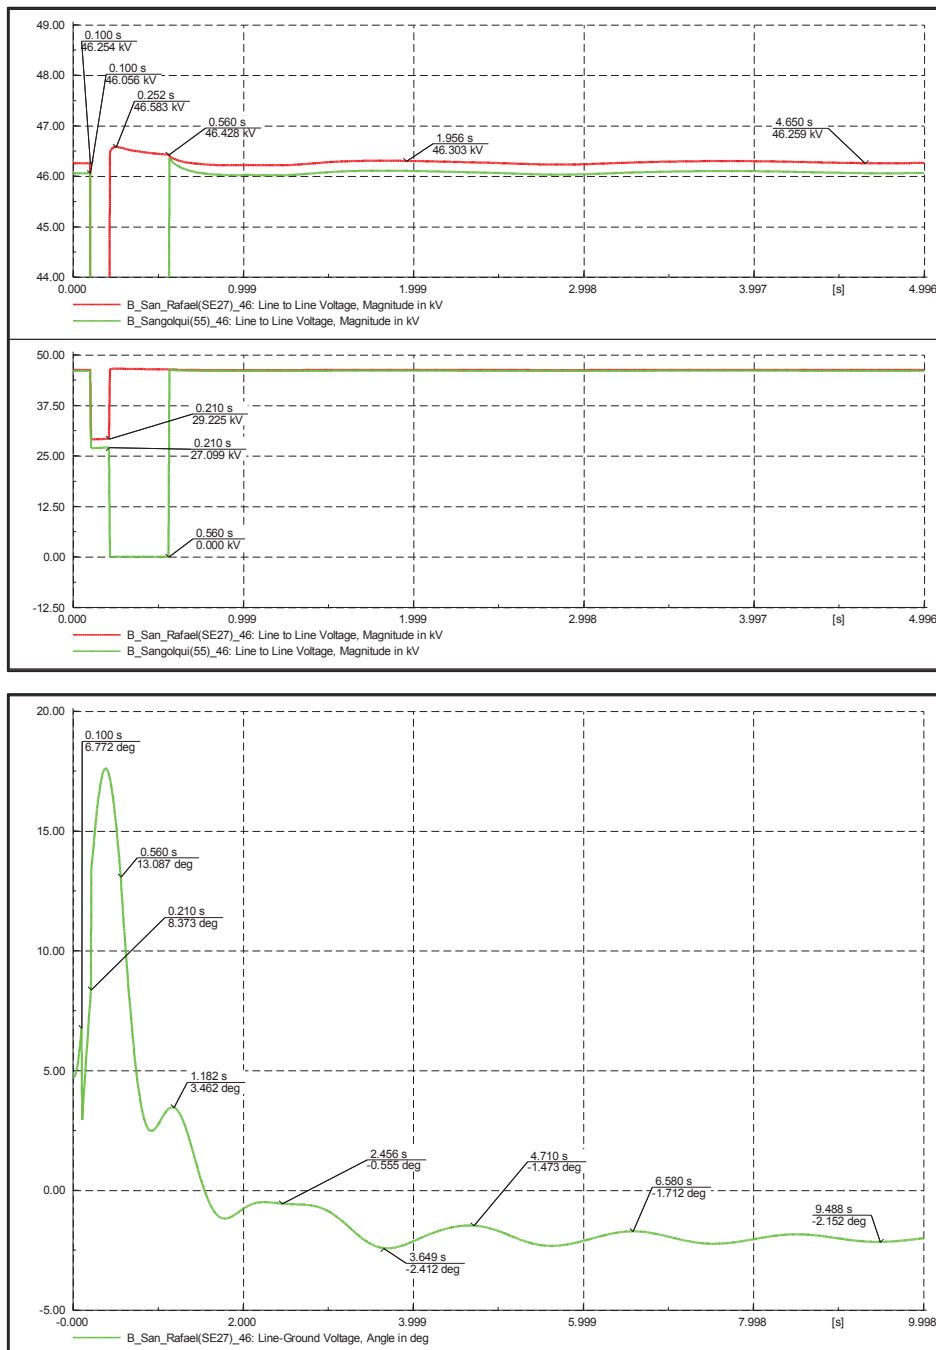 49.00
0.100 s
46.254 kV
48.00
0.100 s
46.056 kV
0.252 s
46.583 kV
47.00
0.560 s
46.428 kV
1.956 s
46.303 kV
4.650 s
46.259 kV
46.00
45.00
44.00
0.000 0.999 1.999 2.998 3.997 [s] 4.996
B_San_Rafael(SE27)_46: Line to Line Voltage, Magnitude in kV
B_Sangolqui(55)_46: Line to Line Voltage, Magnitude in kV
50.00
37.50
0.210 s
29.225 kV
0.210 s
27.099 kV
25.00
12.50
0.560 s
0.000 kV
0.00
-12.50
0.000 0.999 1.999 2.998 3.997 [s] 4.996
B_San_Rafael(SE27)_46: Line to Line Voltage, Magnitude in kV
B_Sangolqui(55)_46: Line to Line Voltage, Magnitude in kV
20.00
0.100 s
6.772 deg
15.00
0.560 s
13.087 deg
0.210 s
8.373 deg
10.00
5.00
1.182 s
3.462 deg
2.456 s
-0.555 deg
4.710 s
-1.473 deg
6.580 s
-1.712 deg
9.488 s
-2.152 deg
0.00
3.649 s
-2.412 deg
-5.00
-0.000 2.000 3.999 5.999 7.998 [s] 9.998
B_San_Rafael(SE27)_46: Line-Ground Voltage, Angle in deg